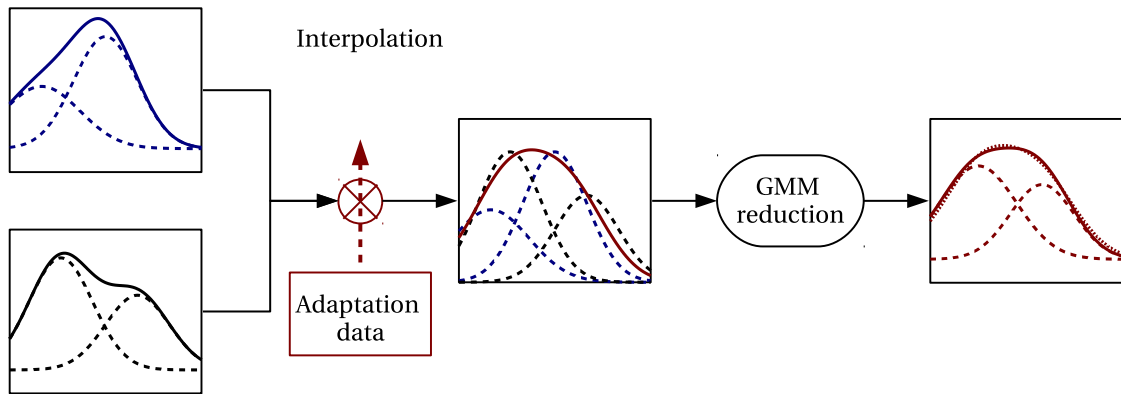 Interpolation
Adaptation
data
GMM
reduction